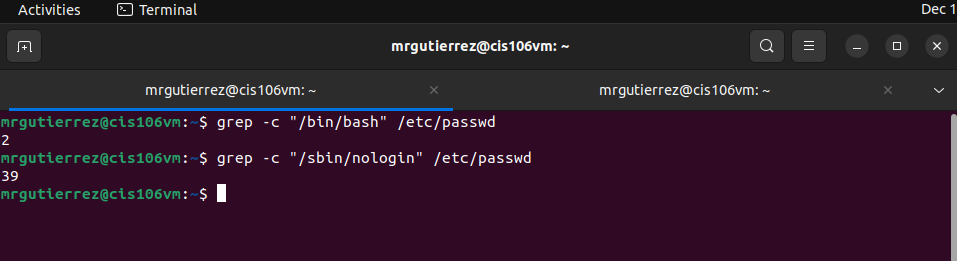 Activities Terminal Dec 1
mrgutierrez@cis106vm: ~
mrgutierrez@cis106vm: ~ mrgutierrez@cis106vm: ~
mrgutierrez@cis106vm:~$ grep -c "/bin/bash" /etc/passwd
2
mrgutierrez@cis106vm:~$ grep -c "/sbin/nologin" /etc/passwd
39
mrgutierrez@cis106vm:~$